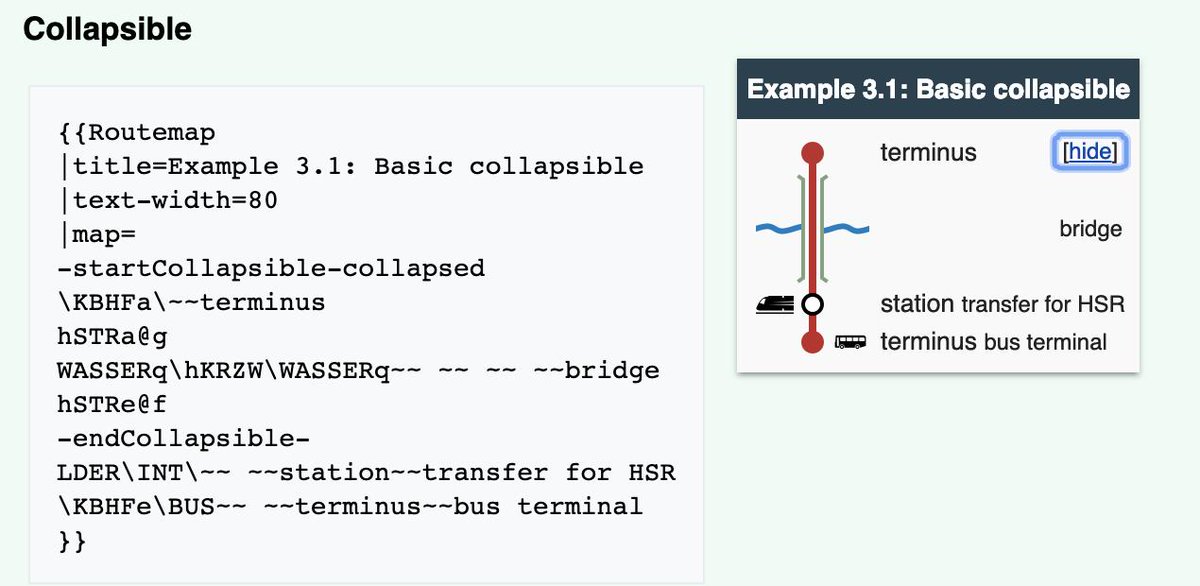 Collapsible
{{Routemap
|title=Example 3.1: Basic collapsible
|text-width=80
|map=
-startCollapsible-collapsed
\KBHFa\~~terminus
hSTRa@g
WASSERq\hKRZW\WASSERq~~ ~~ ~~ ~~bridge
hSTRe@f
-endCollapsible-
LDER\INT\~~ ~~station~~transfer for HSR
\KBHFe\BUS~~ ~~terminus~~bus terminal
}}
Example 3.1: Basic collapsible
terminus [hide]
bridge
station transfer for HSR
terminus bus terminal